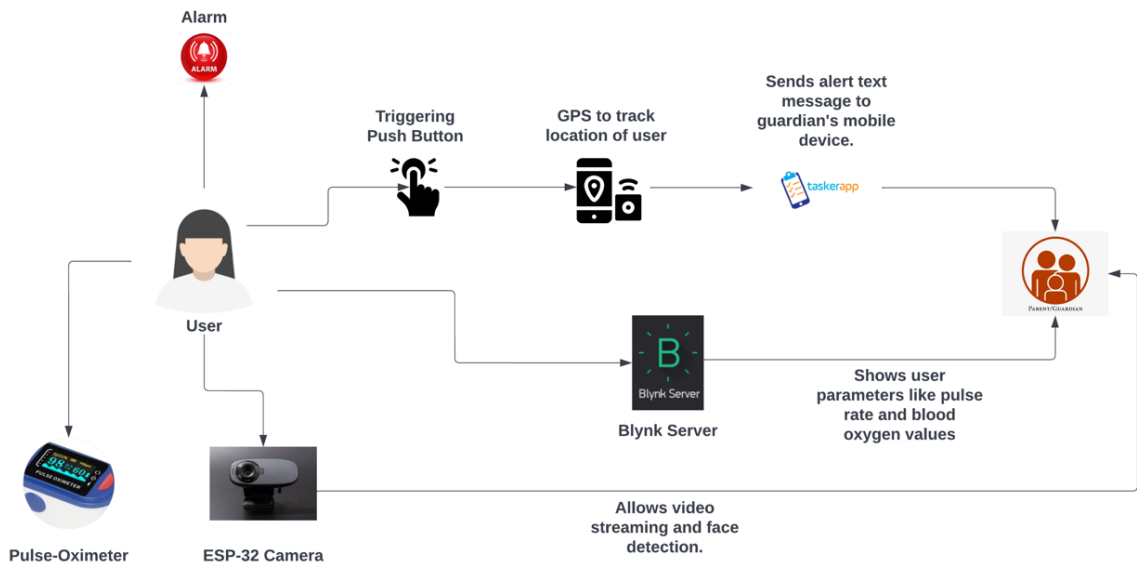 Alarm
ALARM
Triggering
Push Button
GPS to track
location of user
Sends alert text
message to
guardian's mobile
device.
taskerapp
PARENT/GUARDIAN
User
B
Blynk Server
Blynk Server
Shows user
parameters like pulse
rate and blood
oxygen values
PULSE OXIMETER
Allows video
streaming and face
detection.
Pulse-Oximeter
ESP-32 Camera